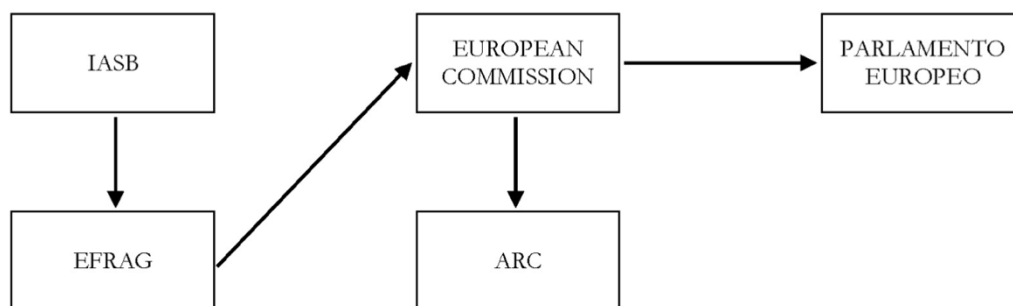 IASB
EUROPEAN
COMMISSION
PARLAMENTO
EUROPEO
EFRAG
ARC